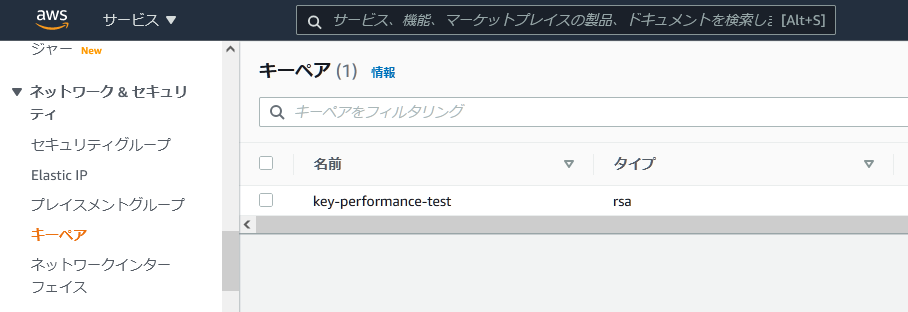 aws
サービス ▼
サービス、機能、マーケットプレイスの製品、ドキュメントを検索しま [Alt+S]
ジャー New
▼ ネットワーク & セキュリ
ティ
セキュリティグループ
Elastic IP
プレイスメントグループ
キーペア
ネットワークインター
フェイス
キーペア (1) 情報
キーペアをフィルタリング
名前 タイプ
key-performance-test rsa